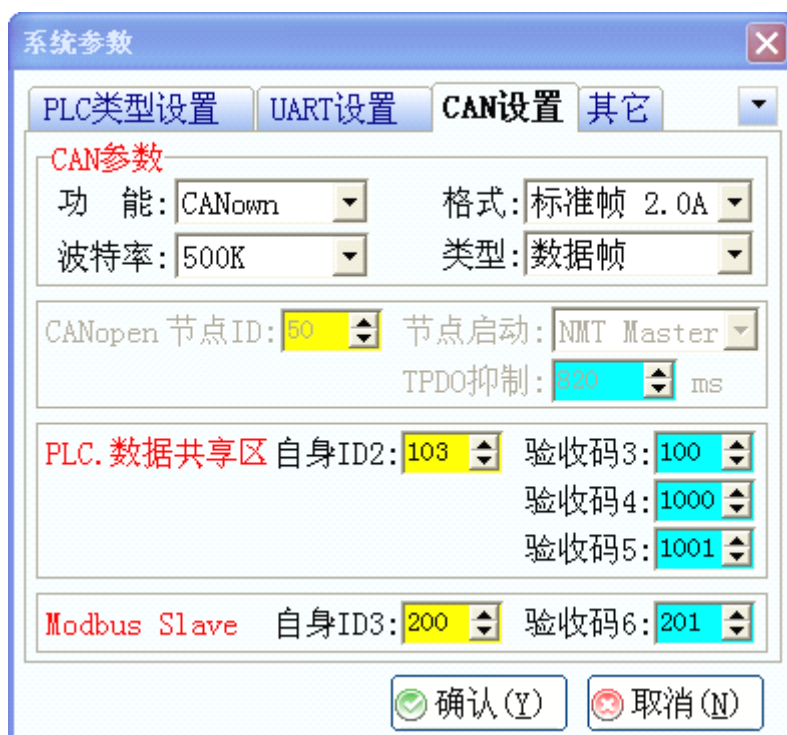 系统参数
PLC类型设置 UART设置 CAN设置 其它
CAN参数
功 能: CANown 格式: 标准帧 2.0A
波特率: 500K 类型: 数据帧
CANopen 节点ID: 50 节点启动: NMT Master
TPDO抑制: 820 ms
PLC.数据共享区 自身ID2: 103 验收码3: 100
验收码4: 1000
验收码5: 1001
Modbus Slave 自身ID3: 200 验收码6: 201
确认(Y) 取消(N)